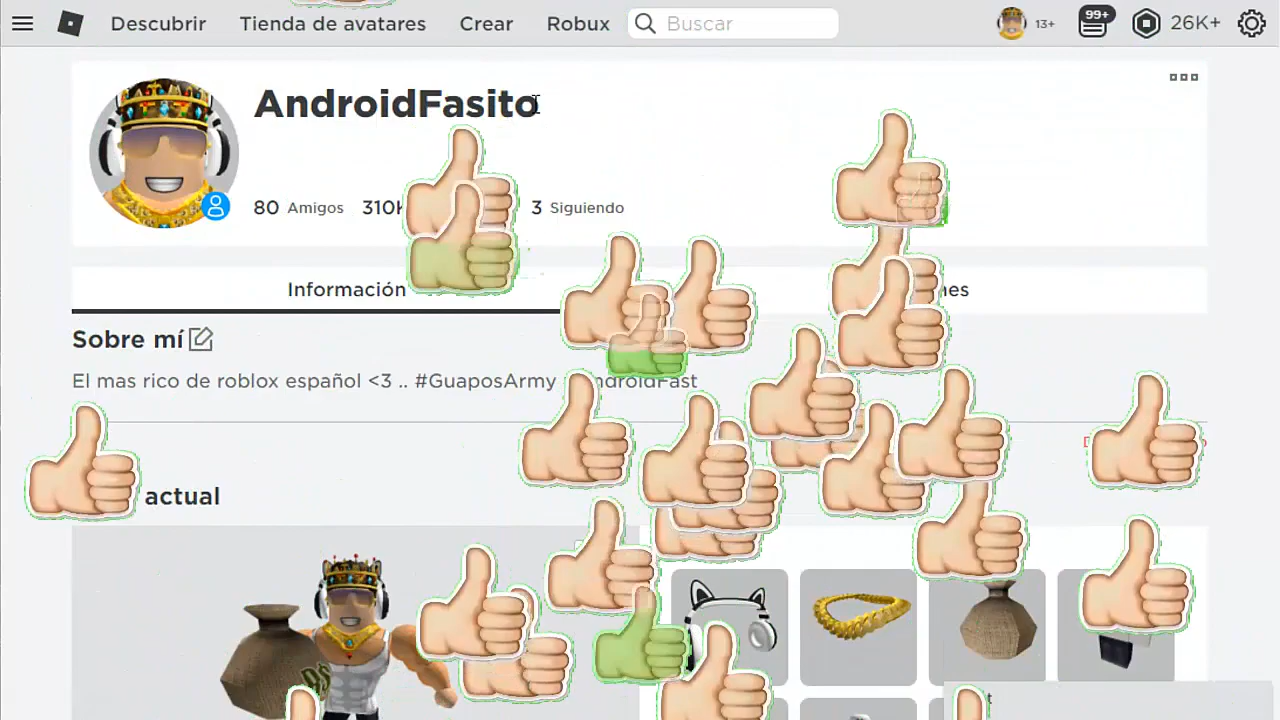 Descubrir Tienda de avatares Crear Robux Buscar 13+ 99+ 26K+
AndroidFasito
80 Amigos 310K 3 Siguiendo
Información
Sobre mí
El mas rico de roblox español <3 .. #GuaposArmy
actual